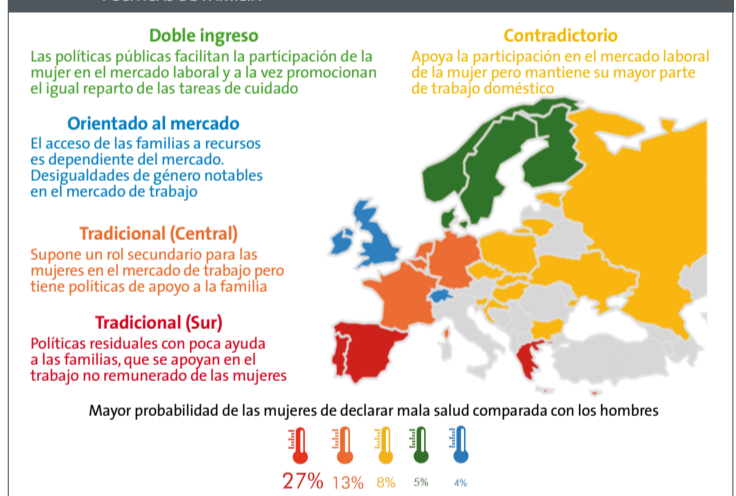 Doble ingreso
Las políticas públicas facilitan la participación de la
mujer en el mercado laboral y a la vez promocionan
el igual reparto de las tareas de cuidado
Contradictorio
Apoya la participación en el mercado laboral
de la mujer pero mantiene su mayor parte
de trabajo doméstico
Orientado al mercado
El acceso de las familias a recursos
es dependiente del mercado.
Desigualdades de género notables
en el mercado de trabajo
Tradicional (Central)
Supone un rol secundario para las
mujeres en el mercado de trabajo pero
tiene políticas de apoyo a la familia
Tradicional (Sur)
Políticas residuales con poca ayuda
a las familias, que se apoyan en el
trabajo no remunerado de las mujeres
Mayor probabilidad de las mujeres de declarar mala salud comparada con los hombres
27% 13% 8% 5% 4%